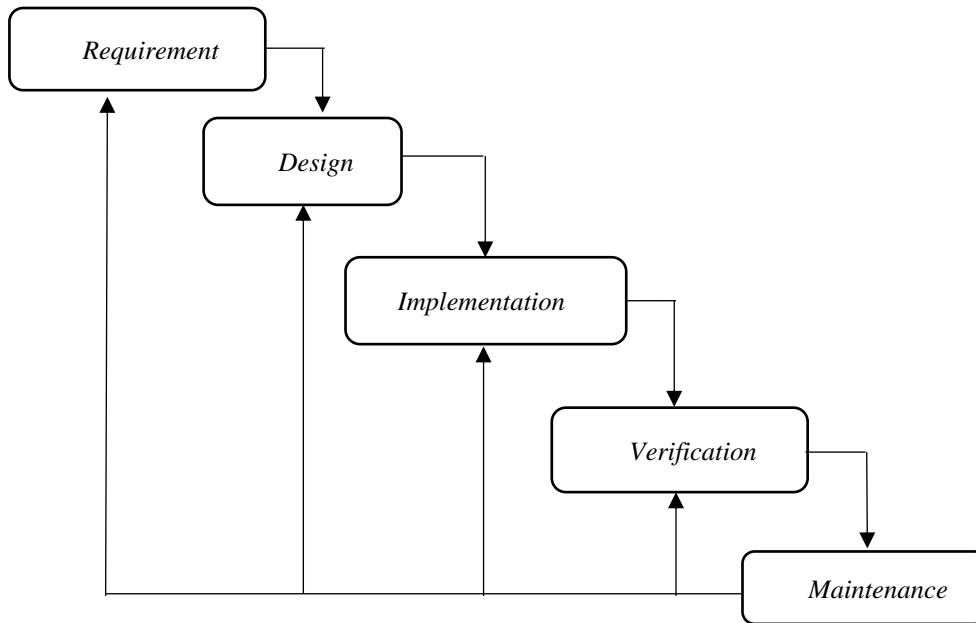 Requirement
Design
Implementation
Verification
Maintenance